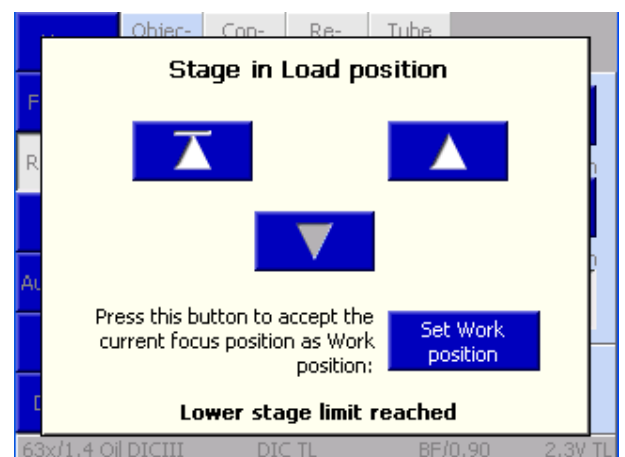 Objec-
Con-
Re-
Tube
Stage in Load position
Press this button to accept the
current focus position as Work
position:
Set Work
position
Lower stage limit reached
63x/1.4 Oil DICIII
DIC TL
BF/0.90
2.3V TL